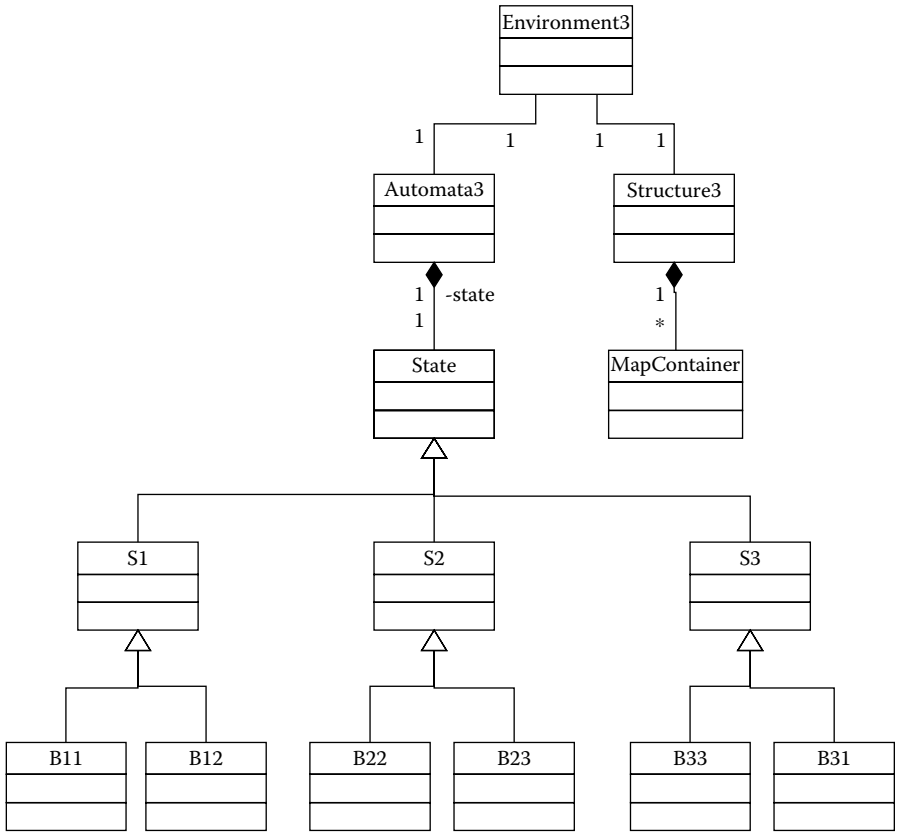 Environment3
1
1
1
1
Automata3
Structure3
1
-state
1
1
*
State
MapContainer
S1
S2
S3
B11
B12
B22
B23
B33
B31